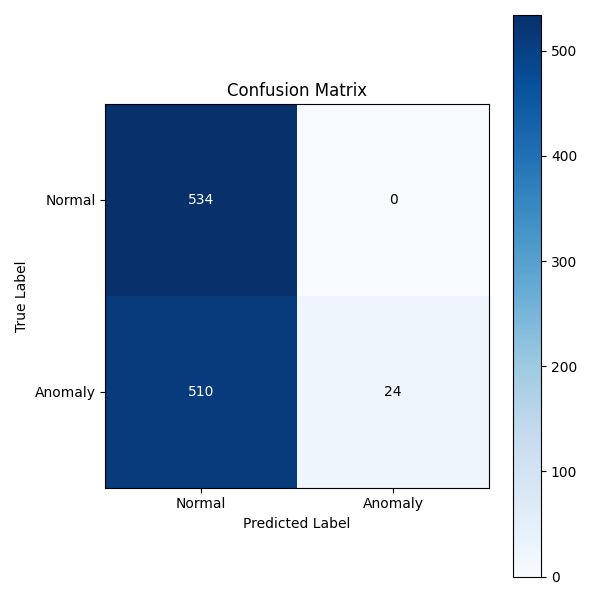 Confusion Matrix
500
400
300
200
100
0
True Label
Normal
534
0
Anomaly
510
24
Normal
Anomaly
Predicted Label